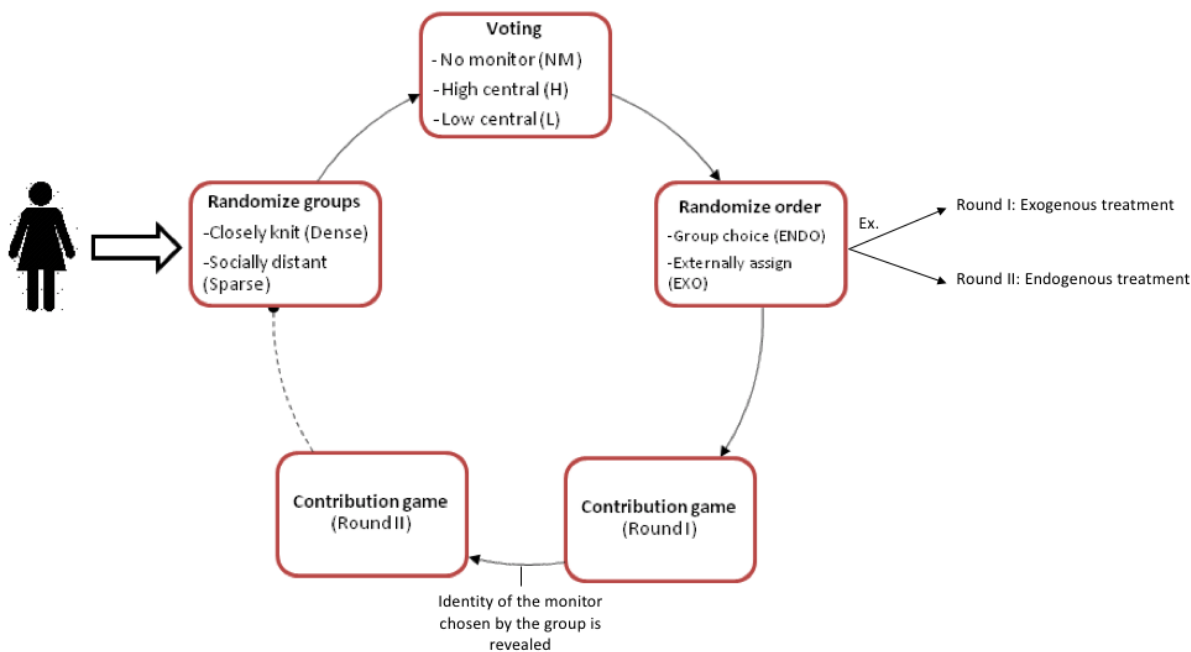 Voting
- No monitor (NM)
- High central (H)
- Low central (L)
Randomize groups
-Closely knit (Dense)
-Socially distant
(Sparse)
Randomize order
-Group choice (ENDO)
-Externally assign
(EXO)
Ex.
Round I: Exogenous treatment
Round II: Endogenous treatment
Contribution game
(Round II)
Contribution game
(Round I)
Identity of the monitor
chosen by the group is
revealed